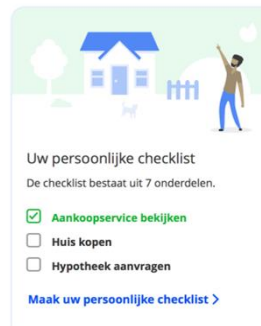 Uw persoonlijke checklist
De checklist bestaat uit 7 onderdelen.
Aankoopservice bekijken
Huis kopen
Hypotheek aanvragen
Maak uw persoonlijke checklist >